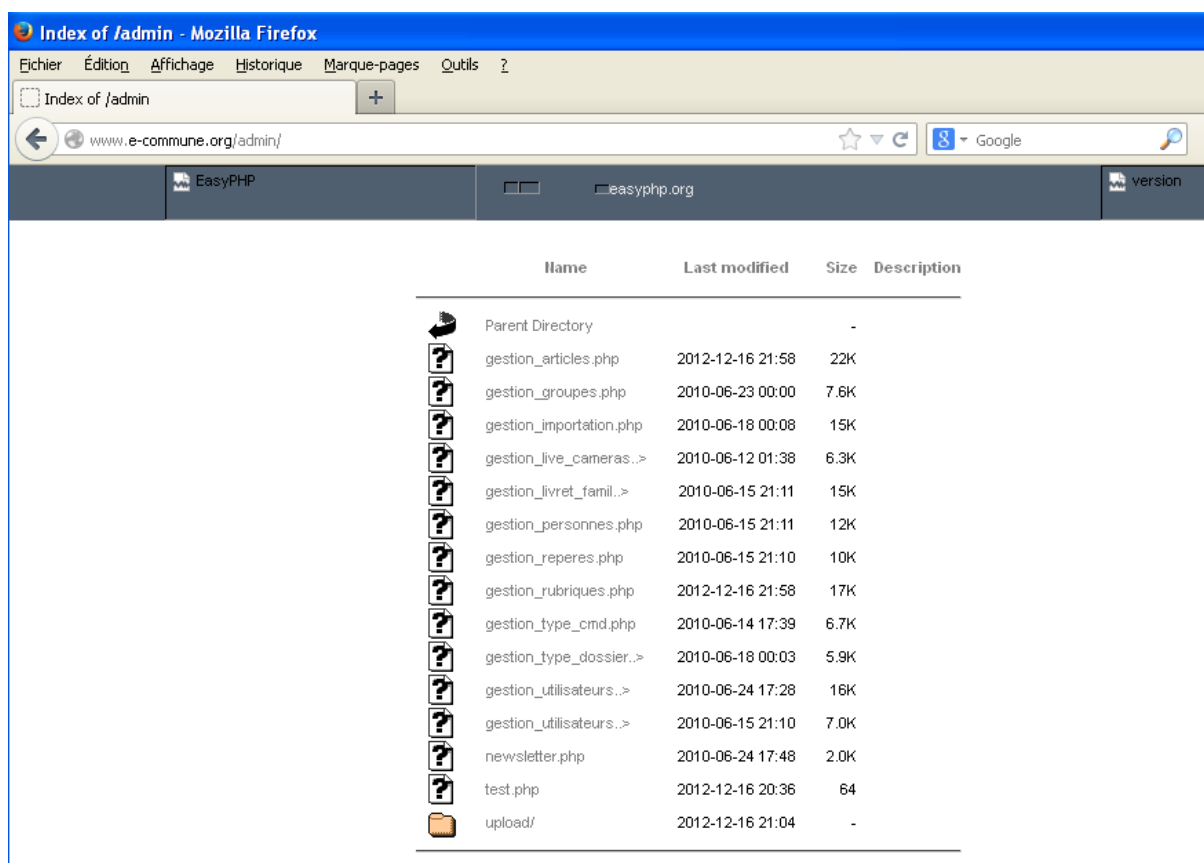 Index of /admin - Mozilla Firefox
Fichier Édition Affichage Historique Marque-pages Outils ?
Index of /admin +
www.e-commune.org/admin/ 8 Google
EasyPHP easyphp.org version
Name Last modified Size Description
Parent Directory -
gestion_articles.php 2012-12-16 21:58 22K
gestion_groupes.php 2010-06-23 00:00 7.6K
gestion_importation.php 2010-06-18 00:08 15K
gestion_live_cameras..> 2010-06-12 01:38 6.3K
gestion_livret_famil..> 2010-06-15 21:11 15K
gestion_personnes.php 2010-06-15 21:11 12K
gestion_reperes.php 2010-06-15 21:10 10K
gestion_rubriques.php 2012-12-16 21:58 17K
gestion_type_cmd.php 2010-06-14 17:39 6.7K
gestion_type_dossier..> 2010-06-18 00:03 5.9K
gestion_utilisateurs..> 2010-06-24 17:28 16K
gestion_utilisateurs..> 2010-06-15 21:10 7.0K
newsletter.php 2010-06-24 17:48 2.0K
test.php 2012-12-16 20:36 64
upload/ 2012-12-16 21:04 -